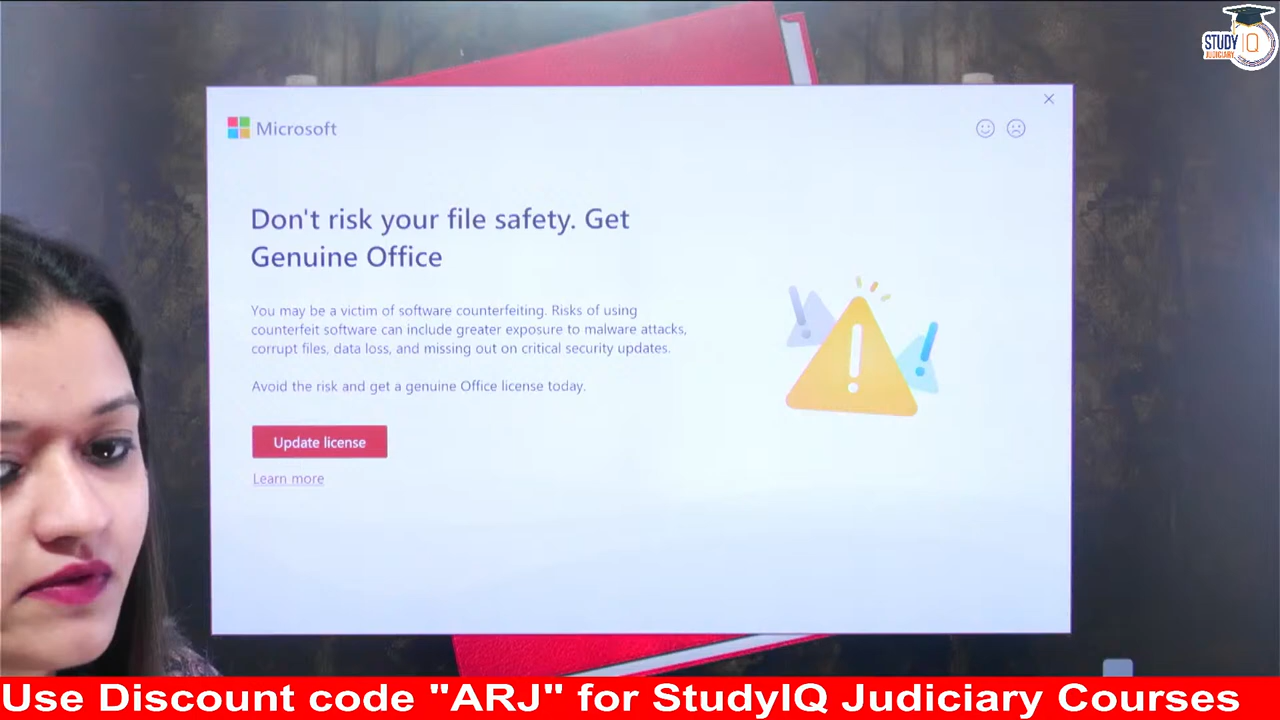 STUDY IQ
JUDICIARY
Microsoft
Don't risk your file safety. Get
Genuine Office
You may be a victim of software counterfeiting. Risks of using
counterfeit software can include greater exposure to malware attacks,
corrupt files, data loss, and missing out on critical security updates.
Avoid the risk and get a genuine Office license today.
Update license
Learn more
Use Discount code "ARJ" for StudyIQ Judiciary Courses